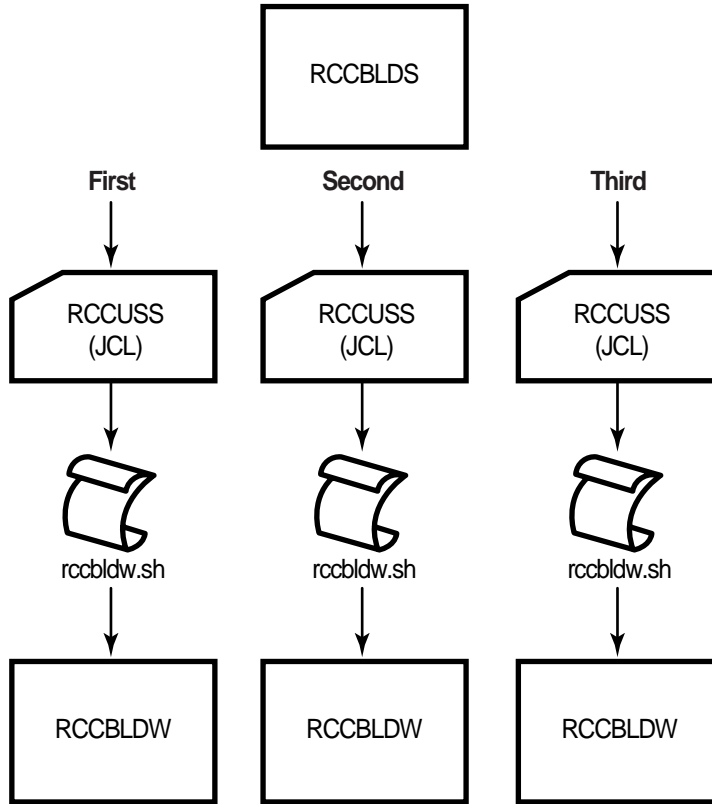 RCCBLDS
First
Second
Third
RCCUSS
(JCL)
RCCUSS
(JCL)
RCCUSS
(JCL)
rccbldw.sh
rccbldw.sh
rccbldw.sh
RCCBLDW
RCCBLDW
RCCBLDW